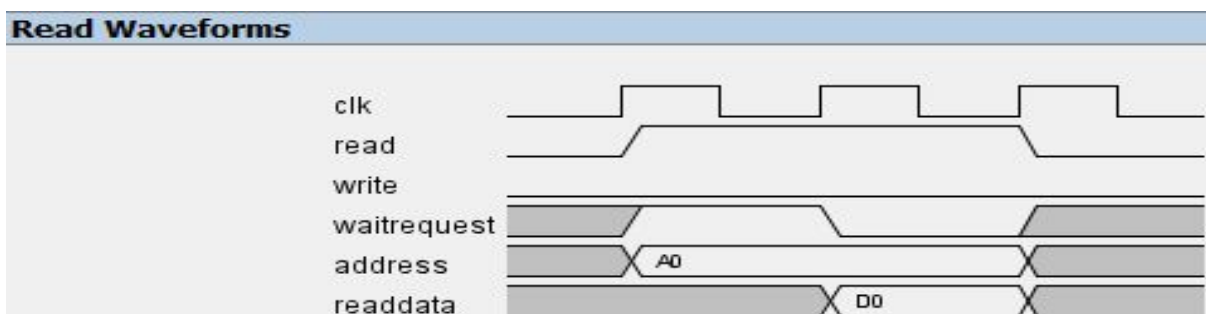 Read Waveforms
clk
read
write
waitrequest
address A0
readdata D0